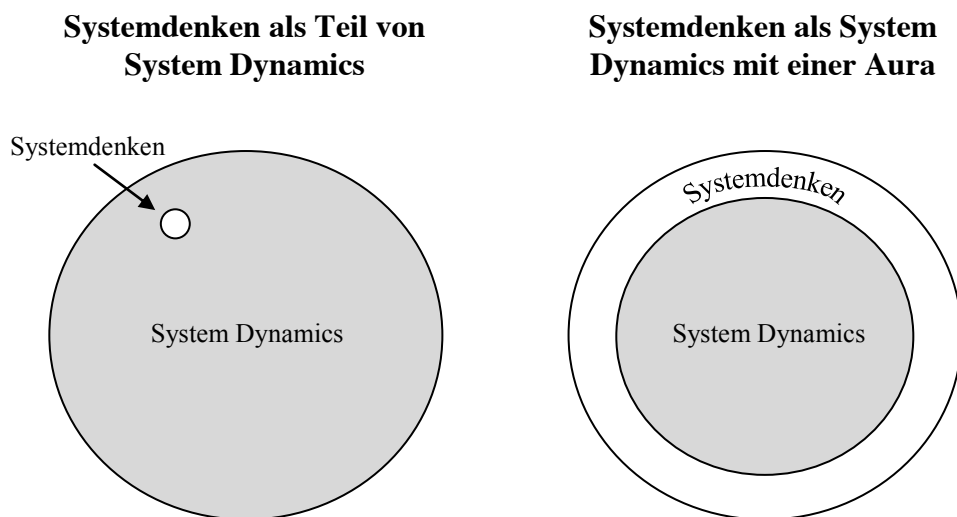 Systemdenken als Teil von
System Dynamics
Systemdenken
System Dynamics
Systemdenken als System
Dynamics mit einer Aura
Systemdenken
System Dynamics